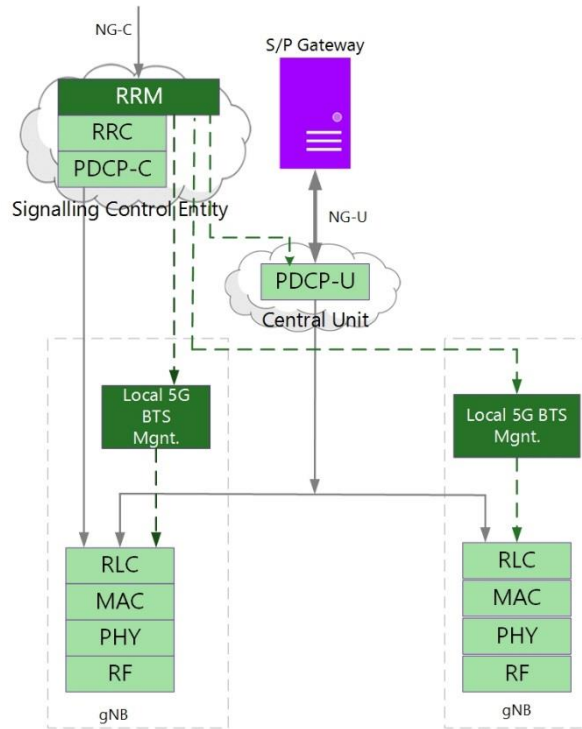 NG-C
S/P Gateway
RRM
RRC
PDCP-C
Signalling Control Entity
NG-U
PDCP-U
Central Unit
Local 5G
BTS
Mgnt.
Local 5G BTS
Mgnt.
RLC
MAC
PHY
RF
gNB
RLC
MAC
PHY
RF
gNB